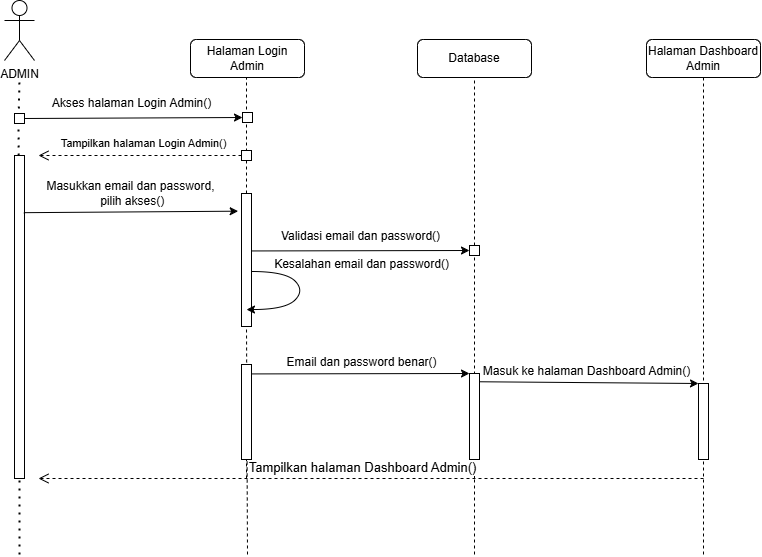 ADMIN
Halaman Login
Admin
Database
Halaman Dashboard
Admin
Akses halaman Login Admin()
Tampilkan halaman Login Admin()
Masukkan email dan password,
pilih akses()
Validasi email dan password()
Kesalahan email dan password()
Email dan password benar()
Masuk ke halaman Dashboard Admin()
Tampilkan halaman Dashboard Admin()